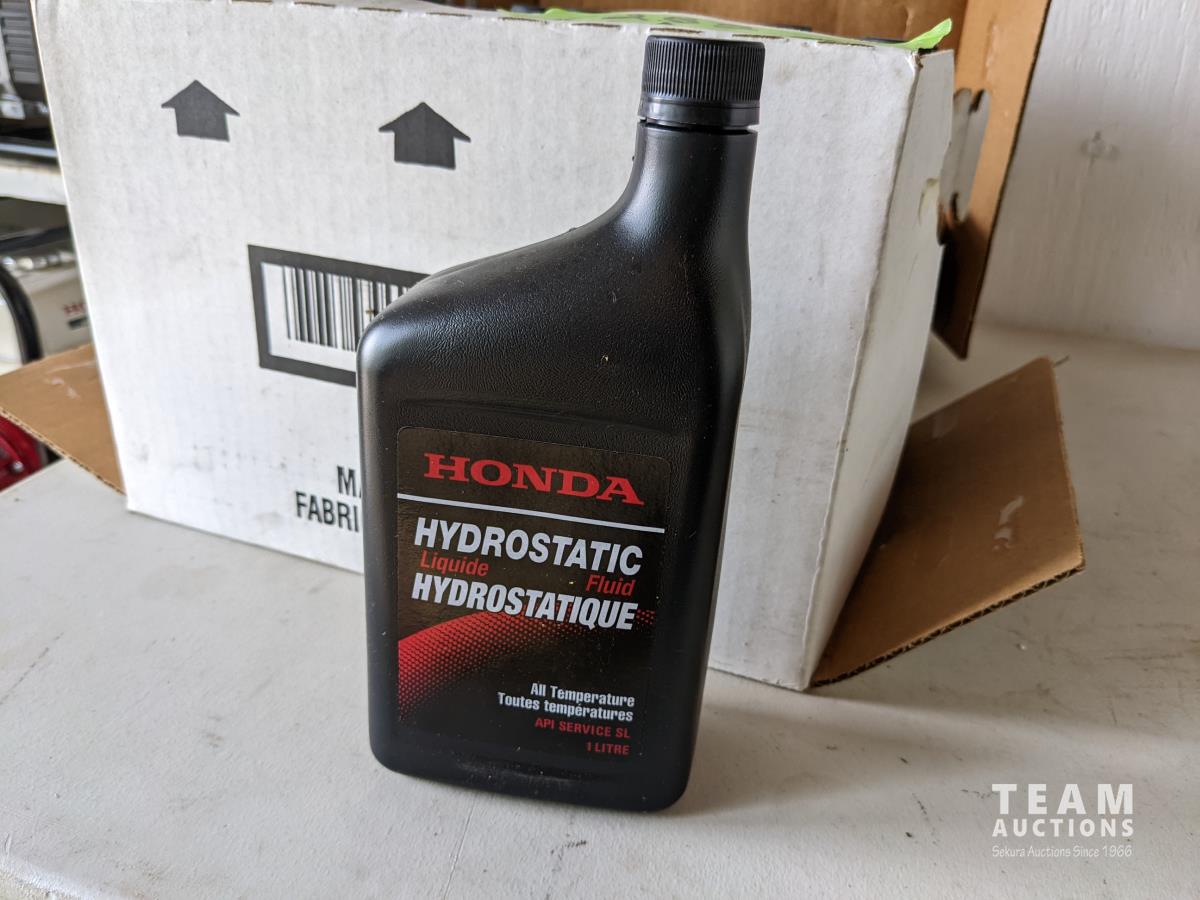 HONDA
HYDROSTATIC
Liquide
Fluid
HYDROSTATIQUE
All Temperature
Toutes températures
API SERVICE SL
1 LITRE
FABRI
TEAM
AUCTIONS
Sekura Auctions Since 1966